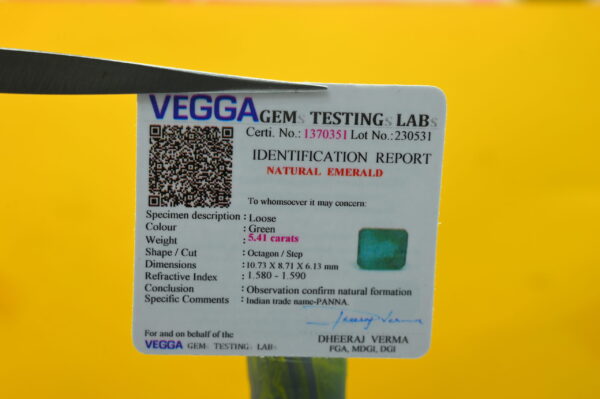 VEGGA GEMs TESTINGs LABs
Certi. No.: 1370351 Lot No.: 230531
IDENTIFICATION REPORT
NATURAL EMERALD
To whomsoever it may concern:
Specimen description : Loose
Colour : Green
Weight : 5.41 carats
Shape / Cut : Octagon / Step
Dimensions : 10.73 X 8.71 X 6.13 mm
Refractive Index : 1.580 - 1.590
Conclusion : Observation confirm natural formation
Specific Comments : Indian trade name-PANNA.
For and on behalf of the
VEGGA GEMs TESTINGs LABs
DHEERAJ VERMA
FGA, MDGI, DGI